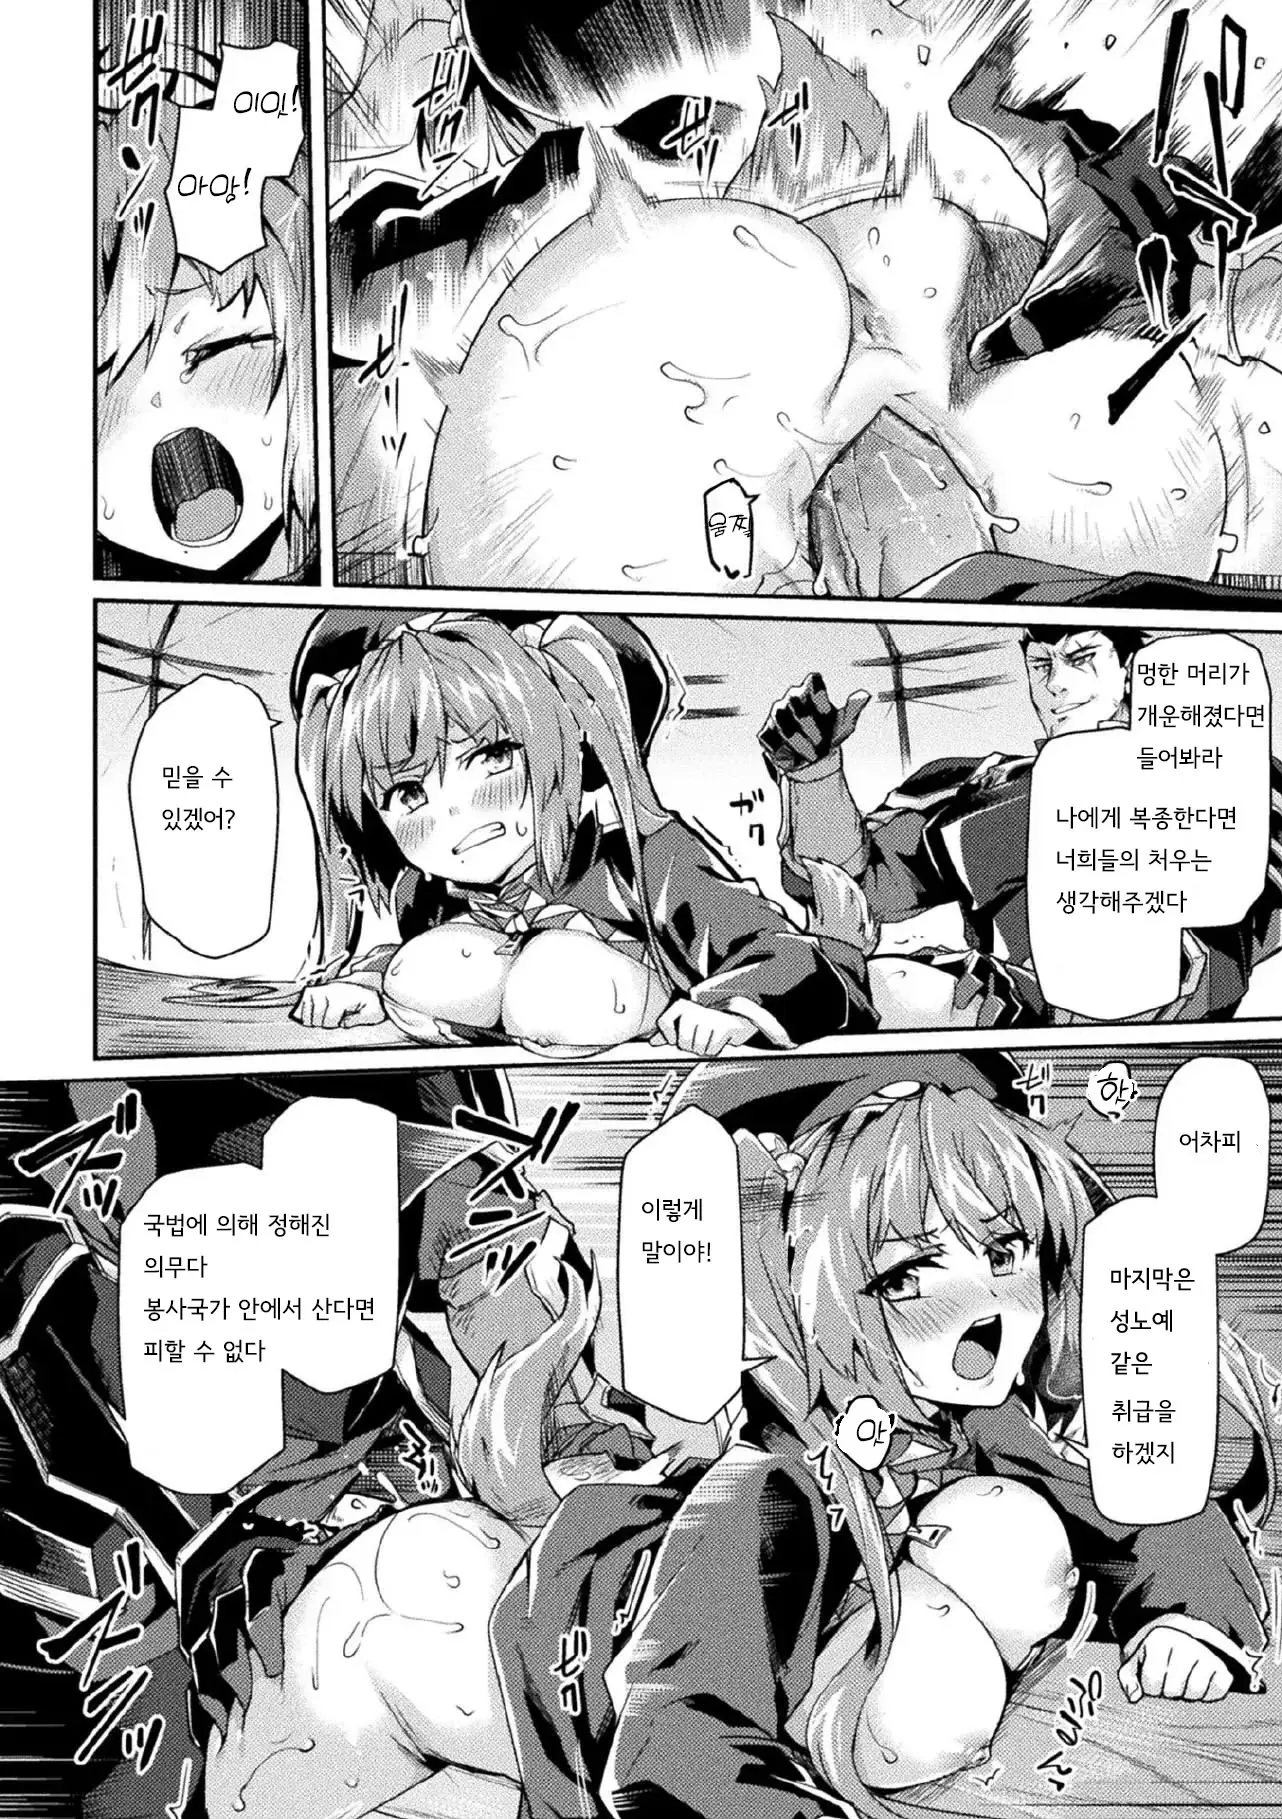 움찔
이잇!
아앙!
멍한 머리가
개운해졌다면
들어봐라
나에게 복종한다면
너희들의 처우는
생각해주겠다
믿을 수
있겠어?
핫
어차피
마지막은
성노예
같은
취급을
하겠지
앗
이렇게
말이야!
국법에 의해 정해진
의무다
봉사국가 안에서 산다면
피할 수 없다